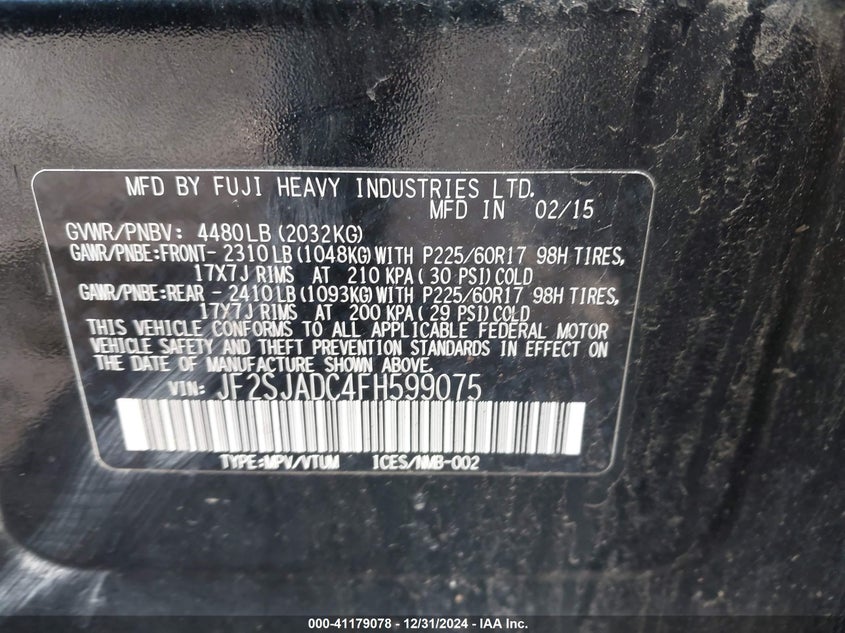 MFD BY FUJI HEAVY INDUSTRIES LTD.
MFD IN 02/15
GVWR/PNBV: 4480LB(2032KG)
GAWR/PNBE:FRONT- 2310LB(1048KG)WITH P225/60R17 98H TIRES,
17X7J RIMS AT 210 KPA( 30 PSI)COLD
GAWR/PNBE:REAR - 2410LB(1093KG)WITH P225/60R17 98H TIRES,
17X7J RIMS AT 200 KPA( 29 PSI)COLD
THIS VEHICLE CONFORMS TO ALL APPLICABLE FEDERAL MOTOR
VEHICLE SAFETY AND THEFT PREVENTION STANDARDS IN EFFECT ON
THE DATE OF MANUFACTURE SHOWN ABOVE.
VIN: JF2SJADC4FH599075
TYPE:MPV/VTUM ICES/NMB-002
000-41179078 - 12/31/2024 - IAA Inc.